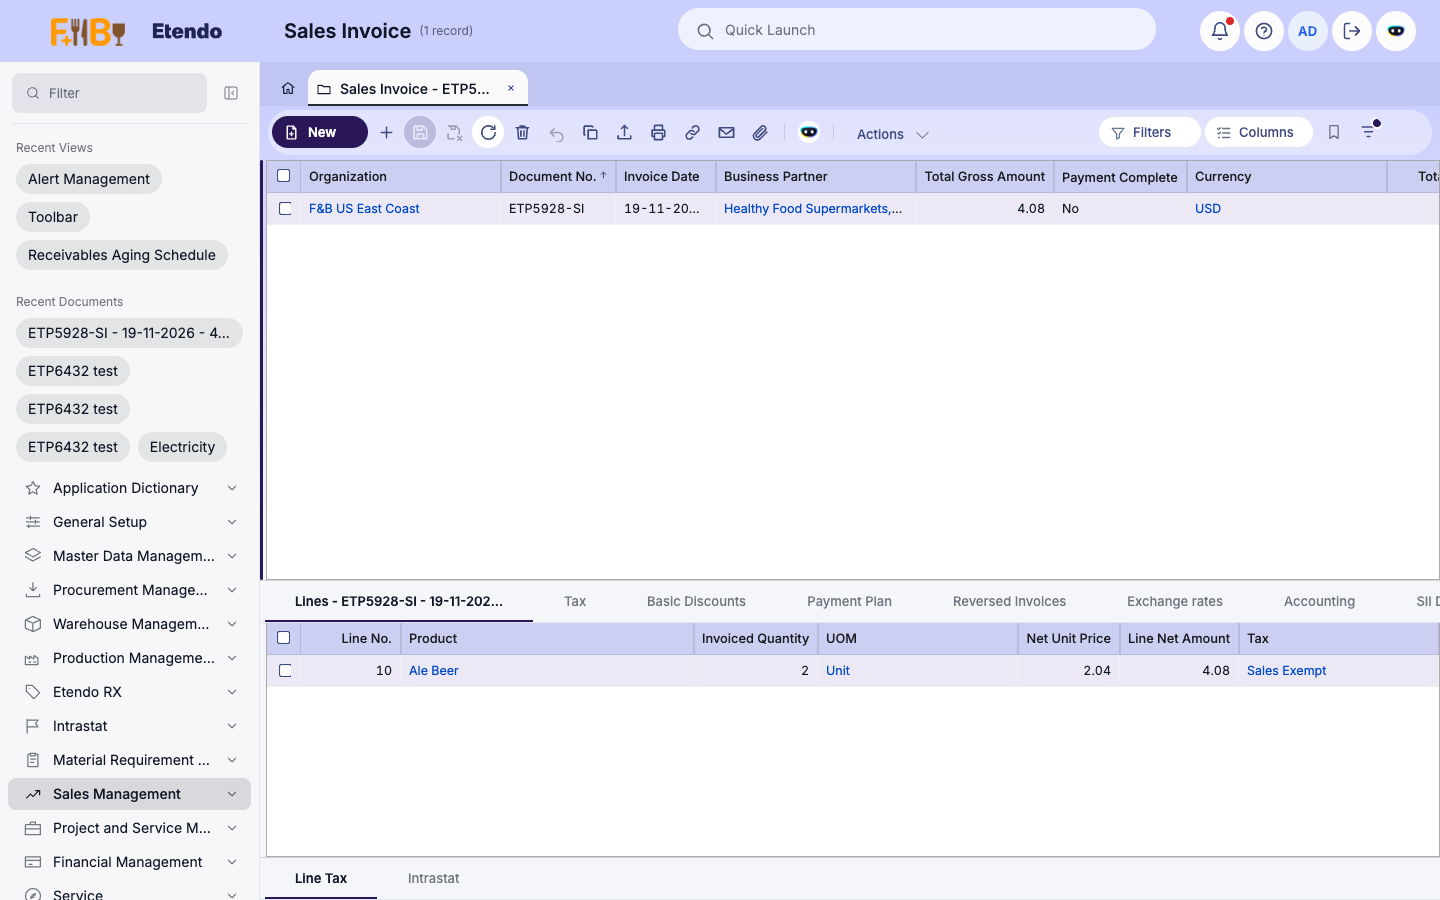 F&B
Etendo
Sales Invoice (1 record)
Quick Launch
AD
Filter
Sales Invoice - ETP5...
New
Actions
Filters
Columns
Recent Views
Alert Management
Toolbar
Receivables Aging Schedule
Recent Documents
ETP5928-SI - 19-11-2026 - 4...
ETP6432 test
ETP6432 test
ETP6432 test
Electricity
Application Dictionary
General Setup
Master Data Managem...
Procurement Manage...
Warehouse Managem...
Production Manageme...
Etendo RX
Intrastat
Material Requirement ...
Sales Management
Project and Service M...
Financial Management
Service
Organization Document No. Invoice Date Business Partner Total Gross Amount Payment Complete Currency
F&B US East Coast ETP5928-SI 19-11-20... Healthy Food Supermarkets,... 4.08 No USD
Lines - ETP5928-SI - 19-11-202... Tax Basic Discounts Payment Plan Reversed Invoices Exchange rates Accounting SII
Line No. Product Invoiced Quantity UOM Net Unit Price Line Net Amount Tax
10 Ale Beer 2 Unit 2.04 4.08 Sales Exempt
Line Tax Intrastat